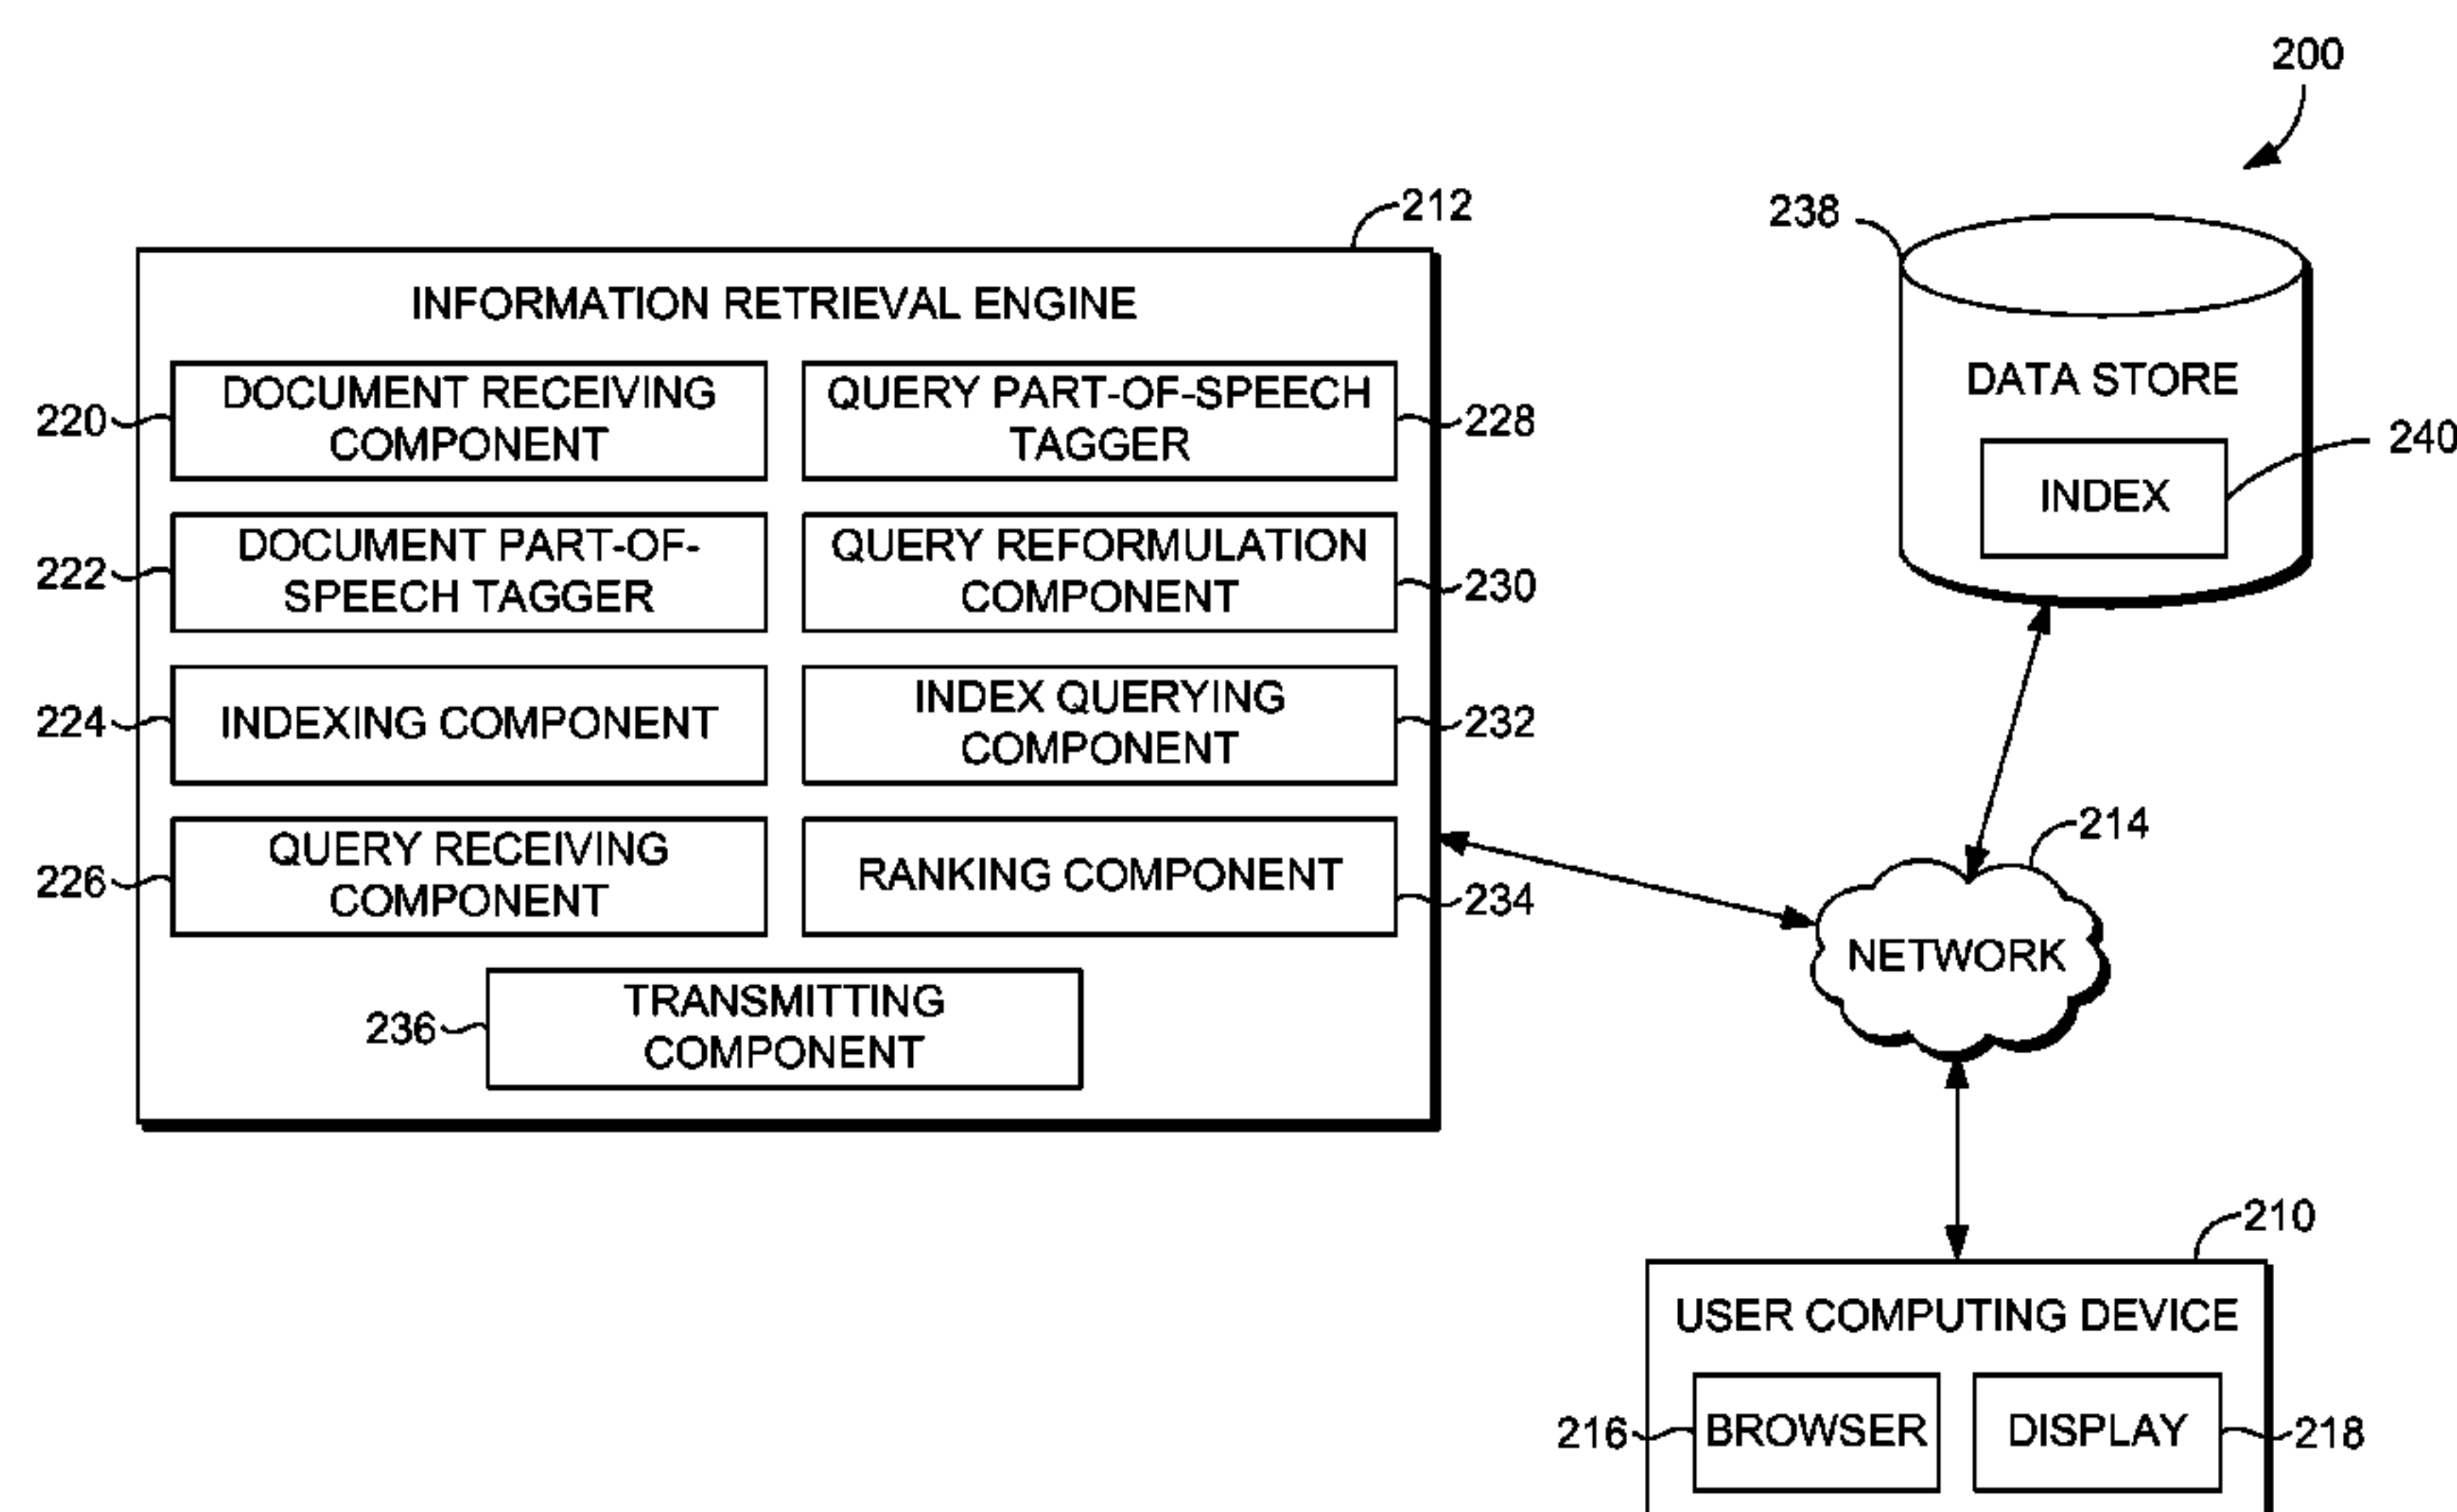 200
212
238
INFORMATION RETRIEVAL ENGINE
DOCUMENT RECEIVING
COMPONENT
220
QUERY PART-OF-SPEECH
TAGGER
228
DATA STORE
240
INDEX
DOCUMENT PART-OF-
SPEECH TAGGER
222
QUERY REFORMULATION
COMPONENT
230
224
INDEXING COMPONENT
INDEX QUERYING
COMPONENT
232
QUERY RECEIVING
COMPONENT
226
RANKING COMPONENT
234
214
NETWORK
TRANSMITTING
COMPONENT
236
210
USER COMPUTING DEVICE
216
BROWSER
DISPLAY
218